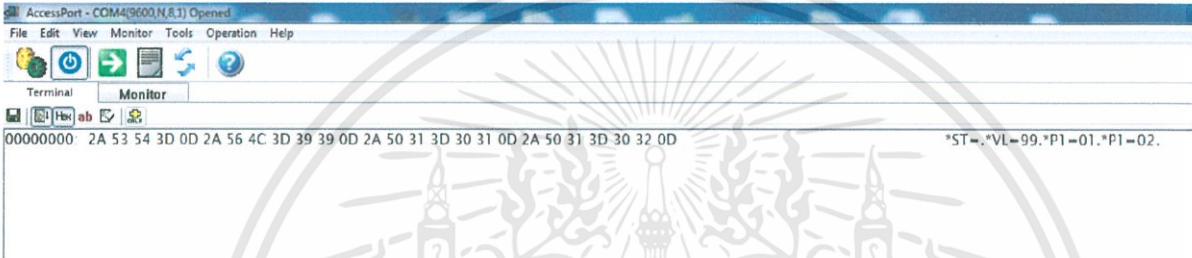 AccessPort - COM4(9600,N,8,1) Opened
File Edit View Monitor Tools Operation Help
Terminal Monitor
Hex ab
00000000: 2A 53 54 3D 0D 2A 56 4C 3D 39 39 0D 2A 50 31 3D 30 31 0D 2A 50 31 3D 30 32 0D *ST=.*VL=99.*P1=01.*P1=02.